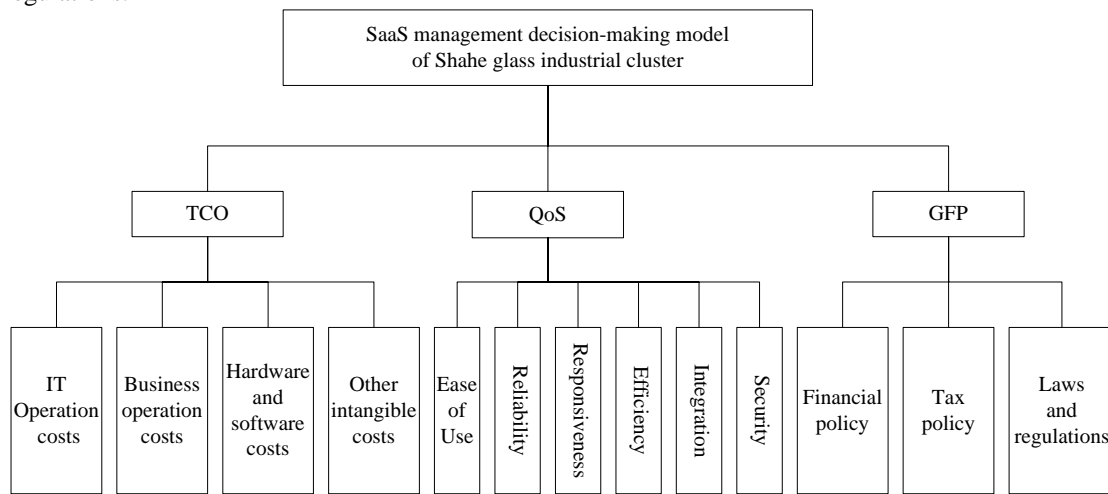 SaaS management decision-making model
of Shahe glass industrial cluster
TCO
QoS
GFP
IT
Operation
costs
Business
operation
costs
Hardware
and
software
costs
Other
intangible
costs
Ease
of
Use
Reliability
Responsiveness
Efficiency
Integration
Security
Financial
policy
Tax
policy
Laws
and
regulations